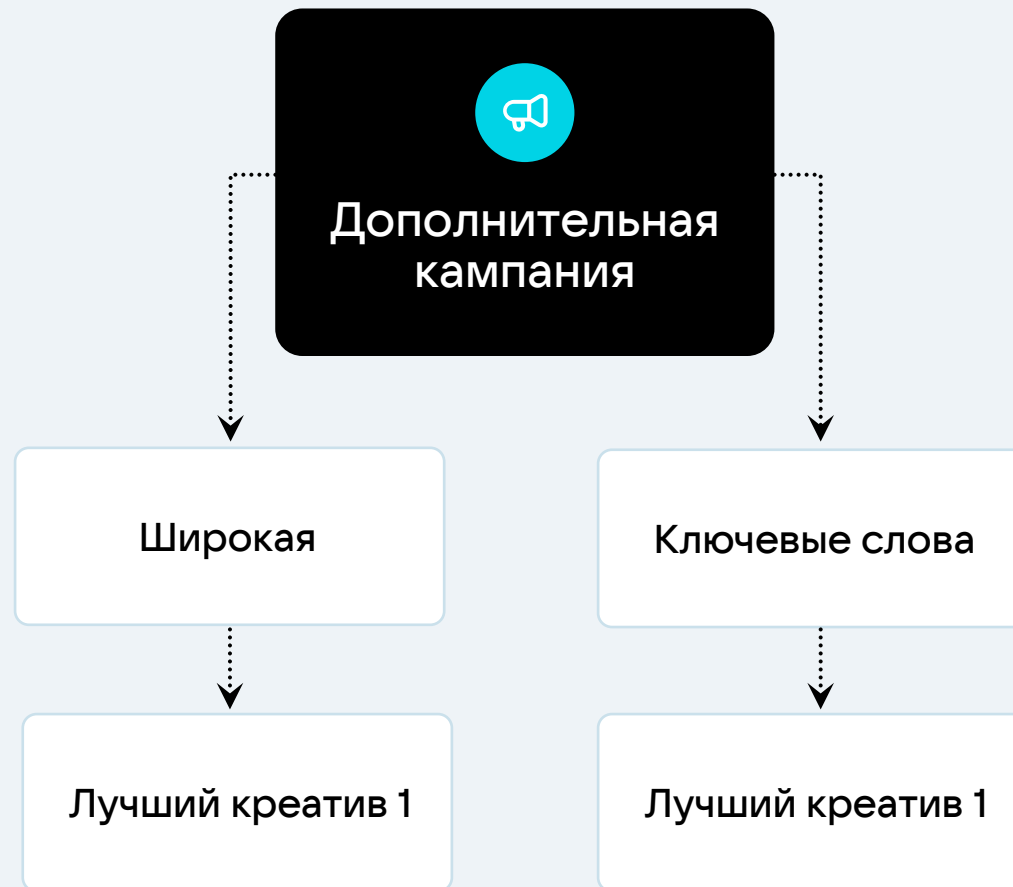 Дополнительная
кампания
Широкая
Ключевые слова
Лучший креатив 1
Лучший креатив 1